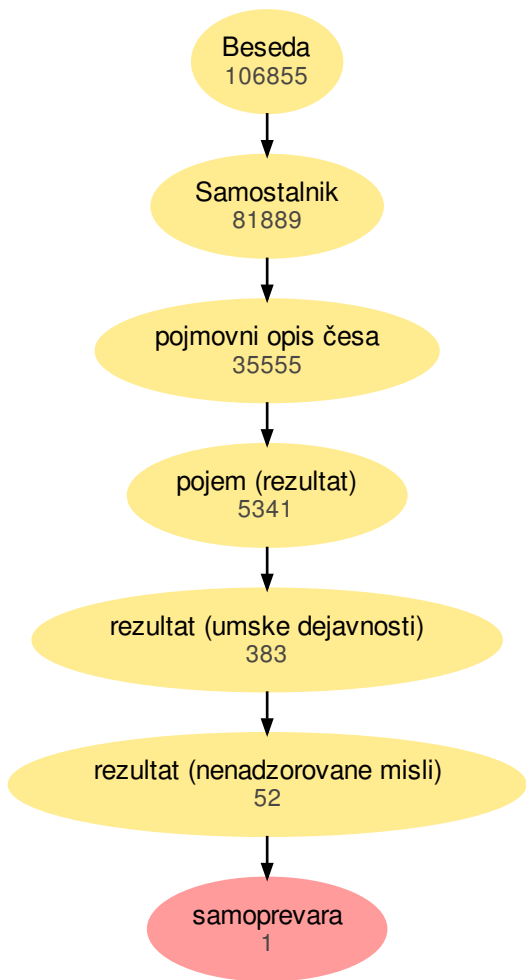 Beseda
106855
Samostalnik
81889
pojmovni opis česa
35555
pojem (rezultat)
5341
rezultat (umske dejavnosti)
383
rezultat (nenadzorovane misli)
52
samoprevara
1